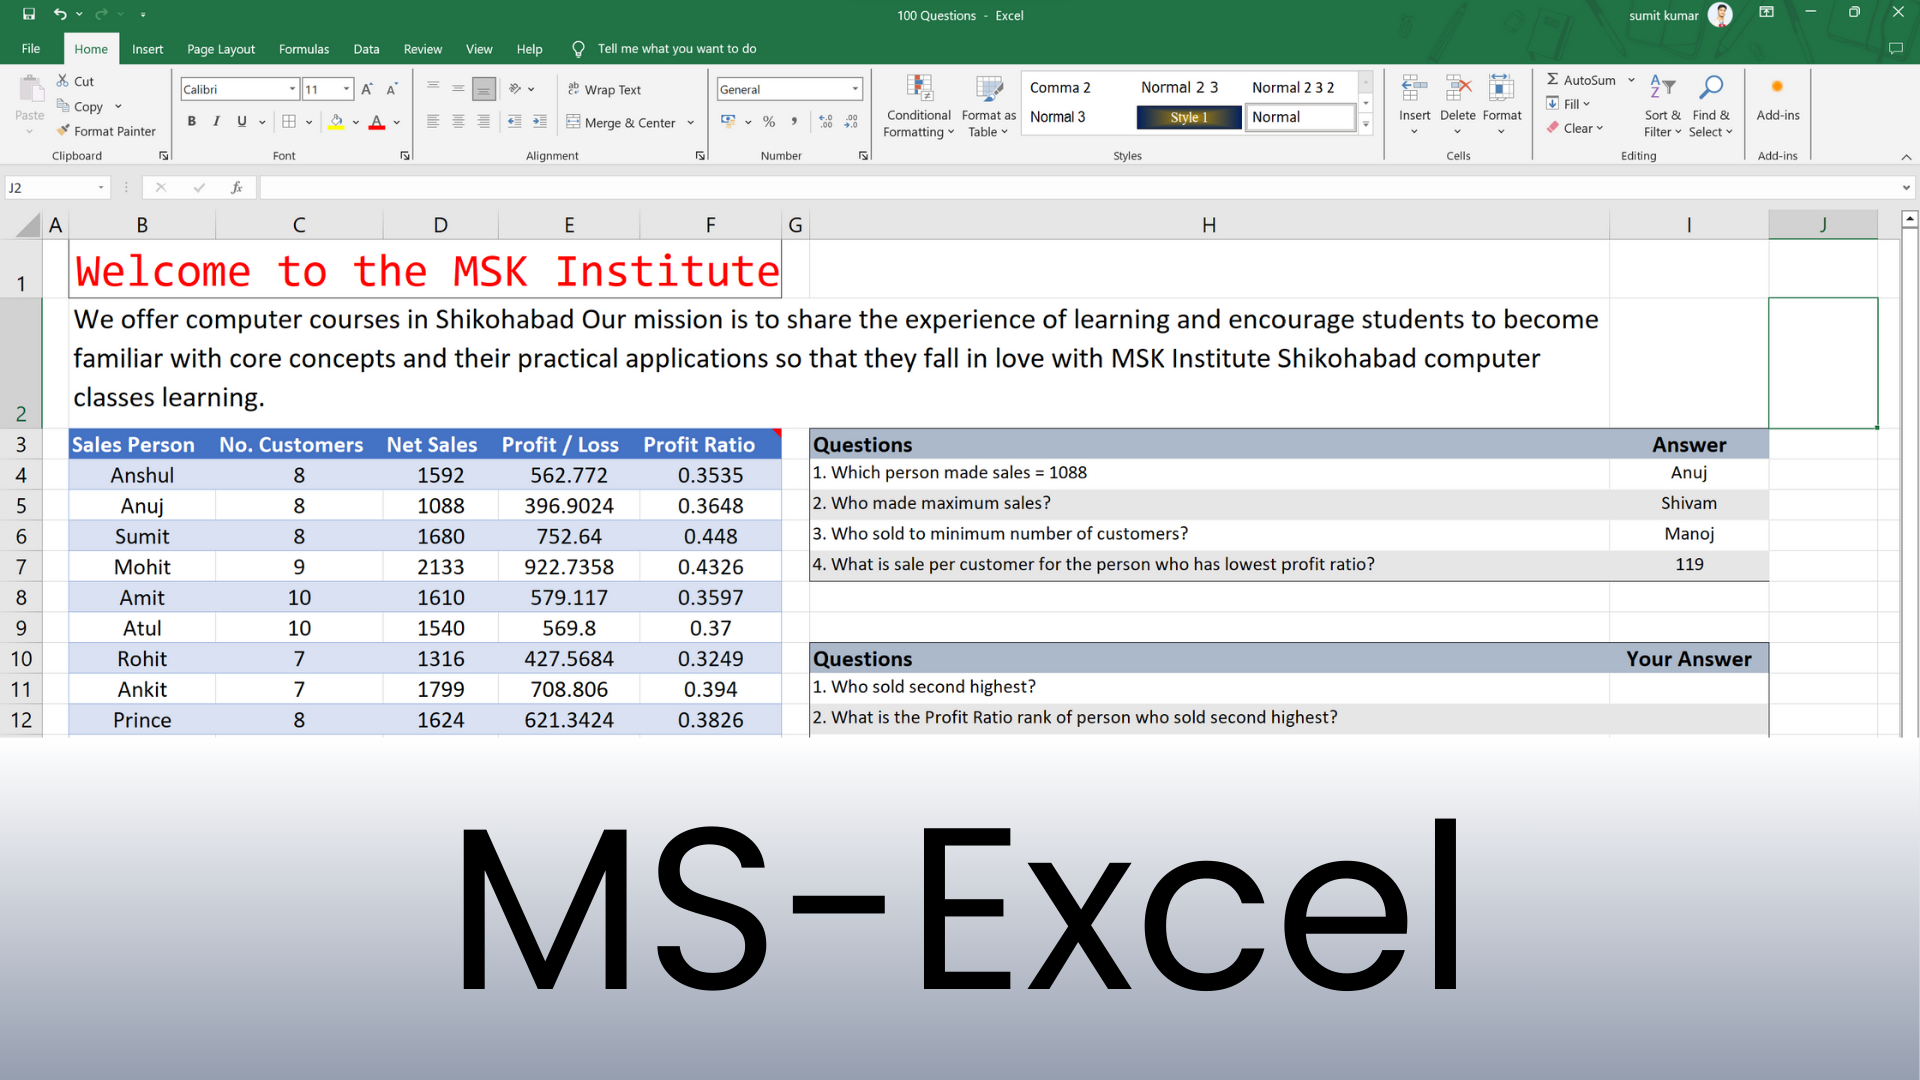 100 Questions - Excel
sumit kumar
File Home Insert Page Layout Formulas Data Review View Help Tell me what you want to do
Paste
Cut
Copy
Format Painter
Clipboard
Calibri 11
B I U
Font
Wrap Text
Merge & Center
Alignment
General
% ,
Number
Conditional Formatting
Format as Table
Comma 2 Normal 2 3 Normal 2 3 2
Normal 3 Style 1 Normal
Styles
Insert Delete Format
Cells
AutoSum
Fill
Clear
Sort & Filter
Find & Select
Editing
Add-ins
Add-ins
J2 fx
A B C D E F G H I J
1 Welcome to the MSK Institute
We offer computer courses in Shikohabad Our mission is to share the experience of learning and encourage students to become
familiar with core concepts and their practical applications so that they fall in love with MSK Institute Shikohabad computer
2 classes learning.
3 Sales Person No. Customers Net Sales Profit / Loss Profit Ratio Questions Answer
4 Anshul 8 1592 562.772 0.3535 1. Which person made sales = 1088 Anuj
5 Anuj 8 1088 396.9024 0.3648 2. Who made maximum sales? Shivam
6 Sumit 8 1680 752.64 0.448 3. Who sold to minimum number of customers? Manoj
7 Mohit 9 2133 922.7358 0.4326 4. What is sale per customer for the person who has lowest profit ratio? 119
8 Amit 10 1610 579.117 0.3597
9 Atul 10 1540 569.8 0.37
10 Rohit 7 1316 427.5684 0.3249 Questions Your Answer
11 Ankit 7 1799 708.806 0.394 1. Who sold second highest?
12 Prince 8 1624 621.3424 0.3826 2. What is the Profit Ratio rank of person who sold second highest?
MS-Excel